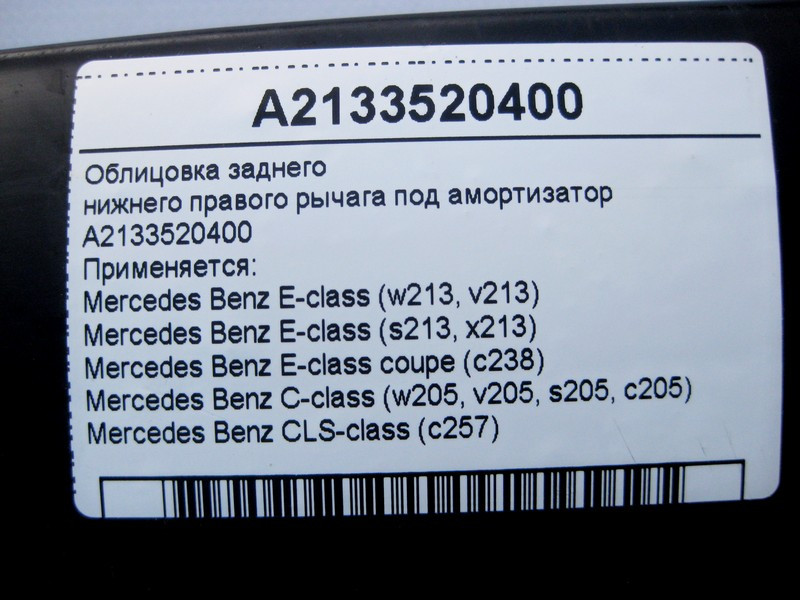 A2133520400
Облицовка заднего
нижнего правого рычага под амортизатор
A2133520400
Применяется:
Mercedes Benz E-class (w213, v213)
Mercedes Benz E-class (s213, x213)
Mercedes Benz E-class coupe (c238)
Mercedes Benz C-class (w205, v205, s205, c205)
Mercedes Benz CLS-class (c257)